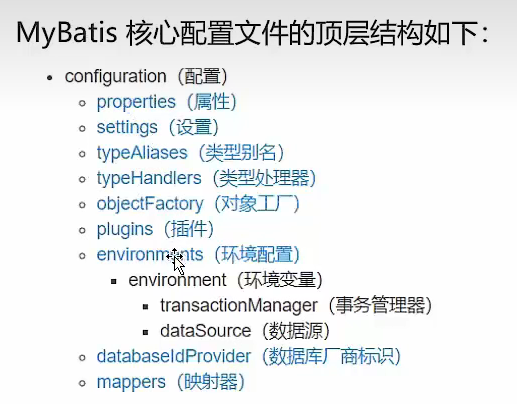 MyBatis 核心配置文件的顶层结构如下：
configuration（配置）
properties（属性）
settings（设置）
typeAliases（类型别名）
typeHandlers（类型处理器）
objectFactory（对象工厂）
plugins（插件）
environments（环境配置）
environment（环境变量）
transactionManager（事务管理器）
dataSource（数据源）
databaseIdProvider（数据库厂商标识）
mappers（映射器）